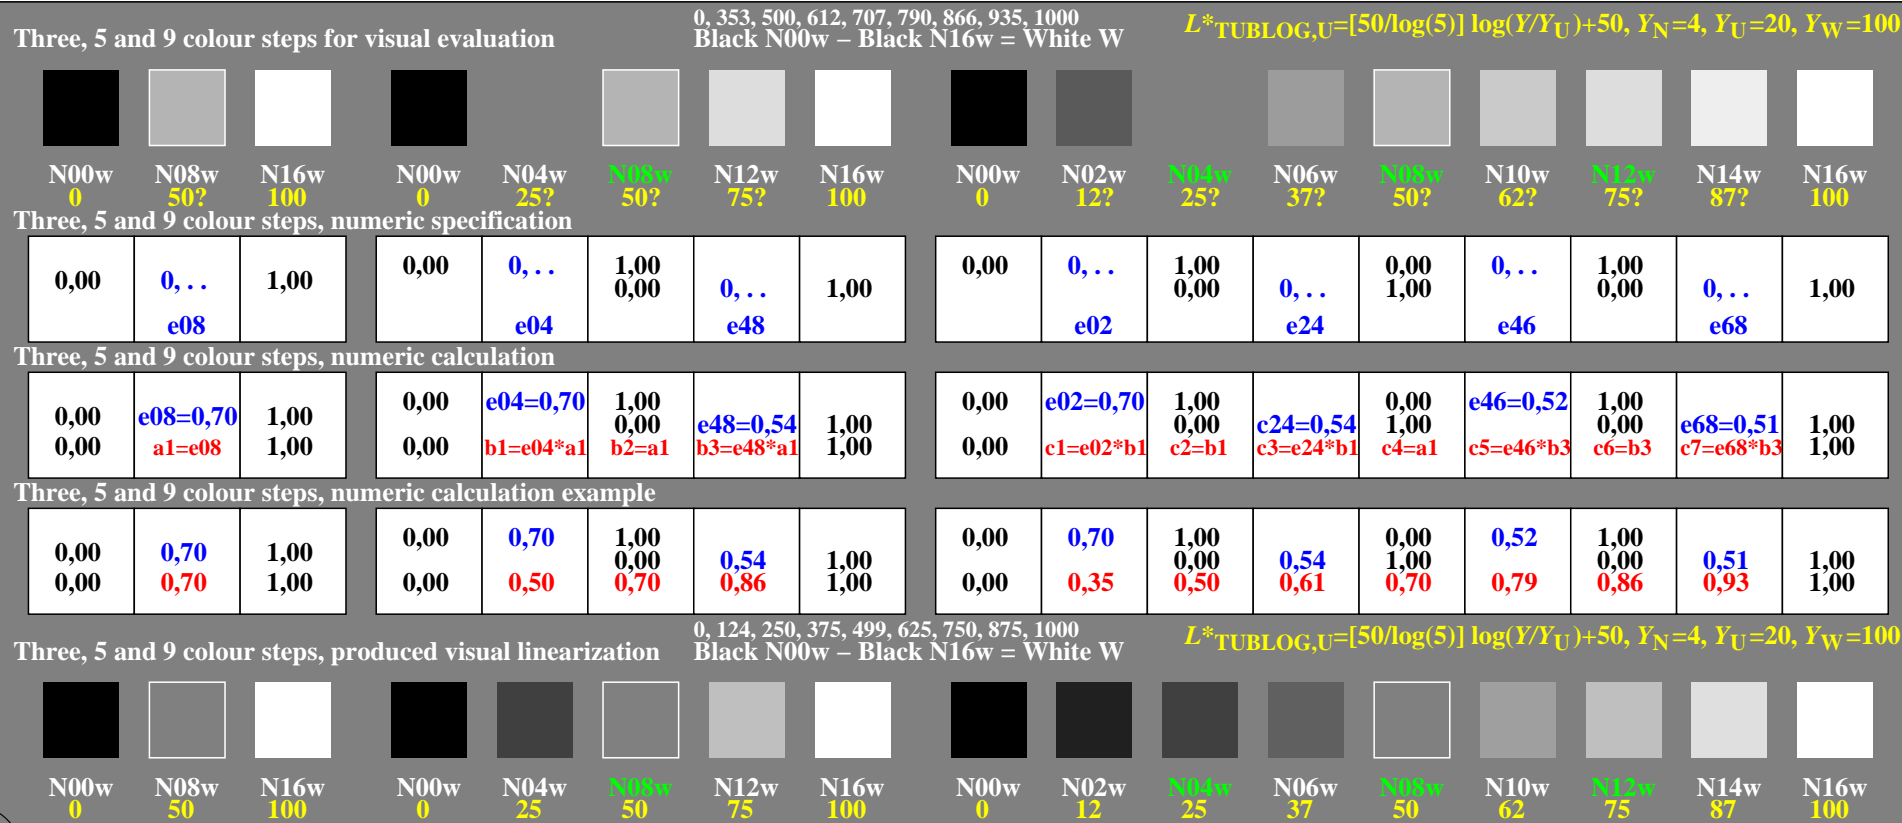 Three, 5 and 9 colour steps for visual evaluation
0, 353, 500, 612, 707, 790, 866, 935, 1000
Black N00w – Black N16w = White W
L*TUBLOG,U=[50/log(5)] log(Y/YU)+50, YN=4, YU=20, YW=100
N00w N08w N16w N00w N04w N08w N12w N16w N00w N02w N04w N06w N08w N10w N12w N14w N16w
0 50? 100 0 25? 50? 75? 100 0 12? 25? 37? 50? 62? 75? 87? 100
Three, 5 and 9 colour steps, numeric specification
0,00 0, . . 1,00 0,00 1,00 0, . . 1,00 0, . .
0,00 0, . . 1,00 0,00 0, . . 1,00 0,00 0, . . 1,00 0,00 0, . . 1,00
e08 e04 e48 e02 e24 e46 e68
Three, 5 and 9 colour steps, numeric calculation
0,00 e04=0,70 1,00 0,00 e02=0,70 1,00 0,00 e46=0,52 1,00
0,00 e08=0,70 1,00 0,00 e48=0,54 1,00 0,00 c24=0,54 1,00 0,00 e68=0,51 1,00
0,00 a1=e08 1,00 0,00 b1=e04*a1 b2=a1 b3=e48*a1 1,00 0,00 c1=e02*b1 c2=b1 c3=e24*b1 c4=a1 c5=e46*b3 c6=b3 c7=e68*b3 1,00
Three, 5 and 9 colour steps, numeric calculation example
0,00 0,70 1,00 0,00 0,70 1,00 0,00 0,52 1,00
0,00 0,70 1,00 0,00 0,54 1,00 0,00 0,54 1,00 0,00 0,51 1,00
0,00 0,70 1,00 0,00 0,50 0,70 0,86 1,00 0,00 0,35 0,50 0,61 0,70 0,79 0,86 0,93 1,00
Three, 5 and 9 colour steps, produced visual linearization
0, 124, 250, 375, 499, 625, 750, 875, 1000
Black N00w – Black N16w = White W
L*TUBLOG,U=[50/log(5)] log(Y/YU)+50, YN=4, YU=20, YW=100
N00w N08w N16w N00w N04w N08w N12w N16w N00w N02w N04w N06w N08w N10w N12w N14w N16w
0 50 100 0 25 50 75 100 0 12 25 37 50 62 75 87 100